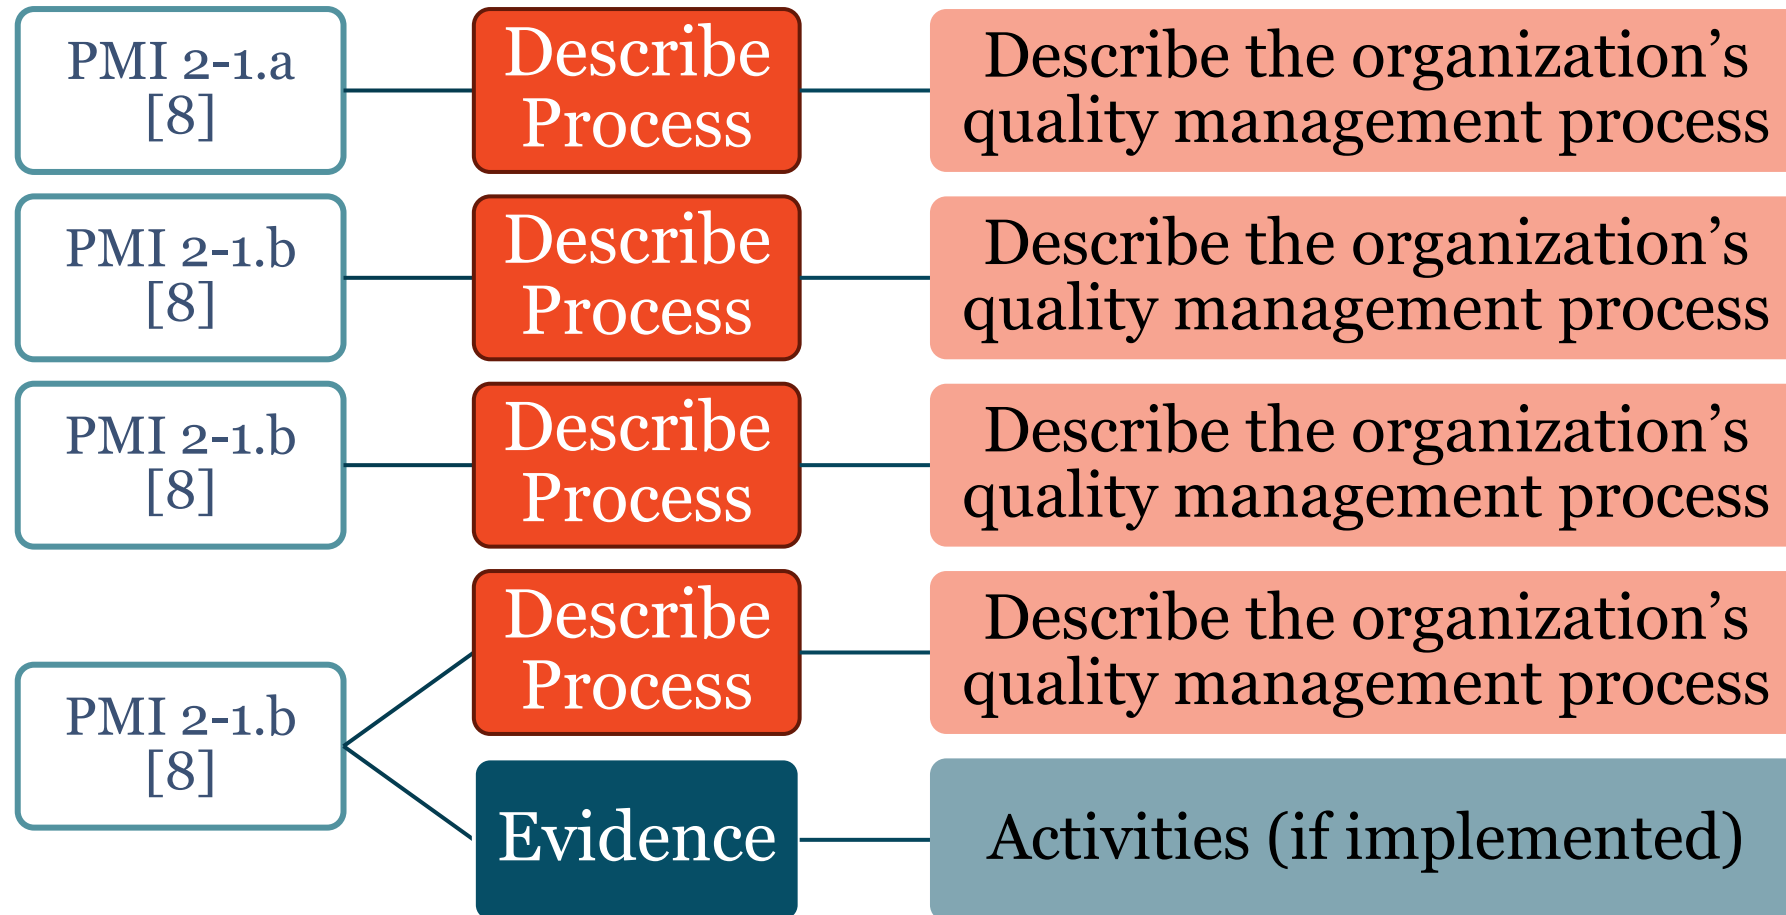 PMI 2-1.a
[8]
Describe
Process
Describe the organization’s
quality management process
PMI 2-1.b
[8]
Describe
Process
Describe the organization’s
quality management process
PMI 2-1.b
[8]
Describe
Process
Describe the organization’s
quality management process
PMI 2-1.b
[8]
Describe
Process
Describe the organization’s
quality management process
Evidence
Activities (if implemented)